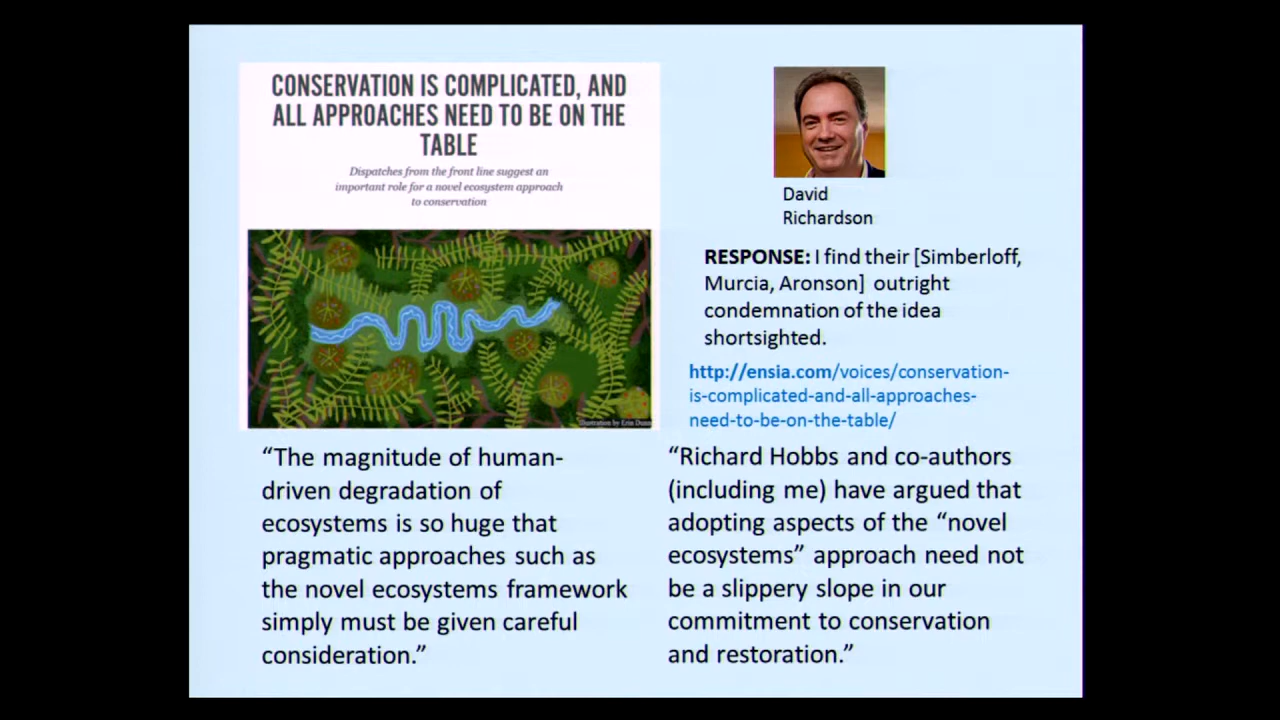 CONSERVATION IS COMPLICATED, AND
ALL APPROACHES NEED TO BE ON THE
TABLE
Dispatches from the front line suggest an
important role for a novel ecosystem approach
to conservation
Illustration by Erin Dunn
“The magnitude of human-
driven degradation of
ecosystems is so huge that
pragmatic approaches such as
the novel ecosystems framework
simply must be given careful
consideration.”
David
Richardson
RESPONSE: I find their [Simberloff,
Murcia, Aronson] outright
condemnation of the idea
shortsighted.
http://ensia.com/voices/conservation-
is-complicated-and-all-approaches-
need-to-be-on-the-table/
“Richard Hobbs and co-authors
(including me) have argued that
adopting aspects of the “novel
ecosystems” approach need not
be a slippery slope in our
commitment to conservation
and restoration.”